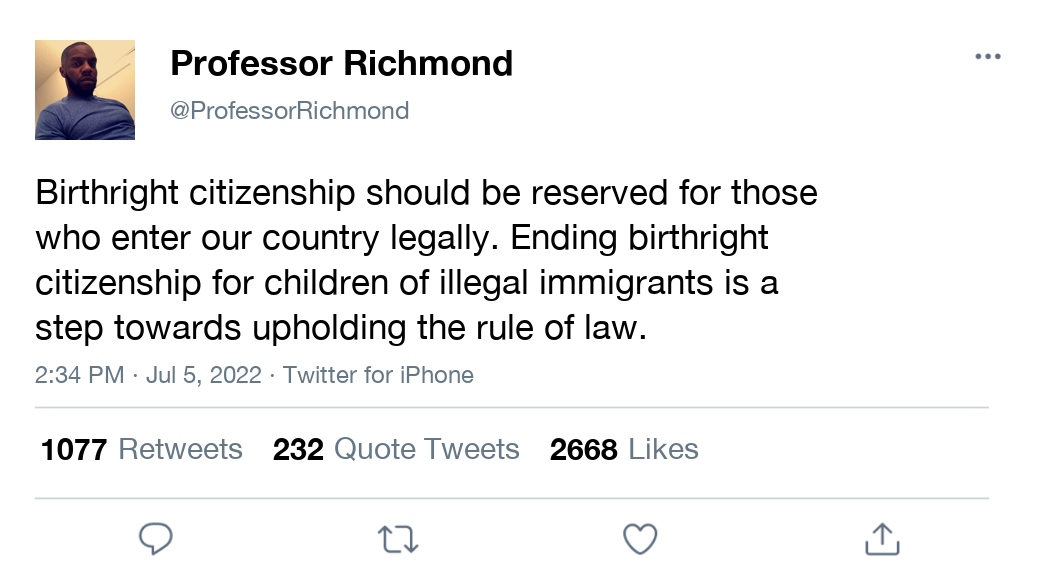 Professor Richmond
@ProfessorRichmond
Birthright citizenship should be reserved for those
who enter our country legally. Ending birthright
citizenship for children of illegal immigrants is a
step towards upholding the rule of law.
2:34 PM · Jul 5, 2022 · Twitter for iPhone
1077 Retweets 232 Quote Tweets 2668 Likes